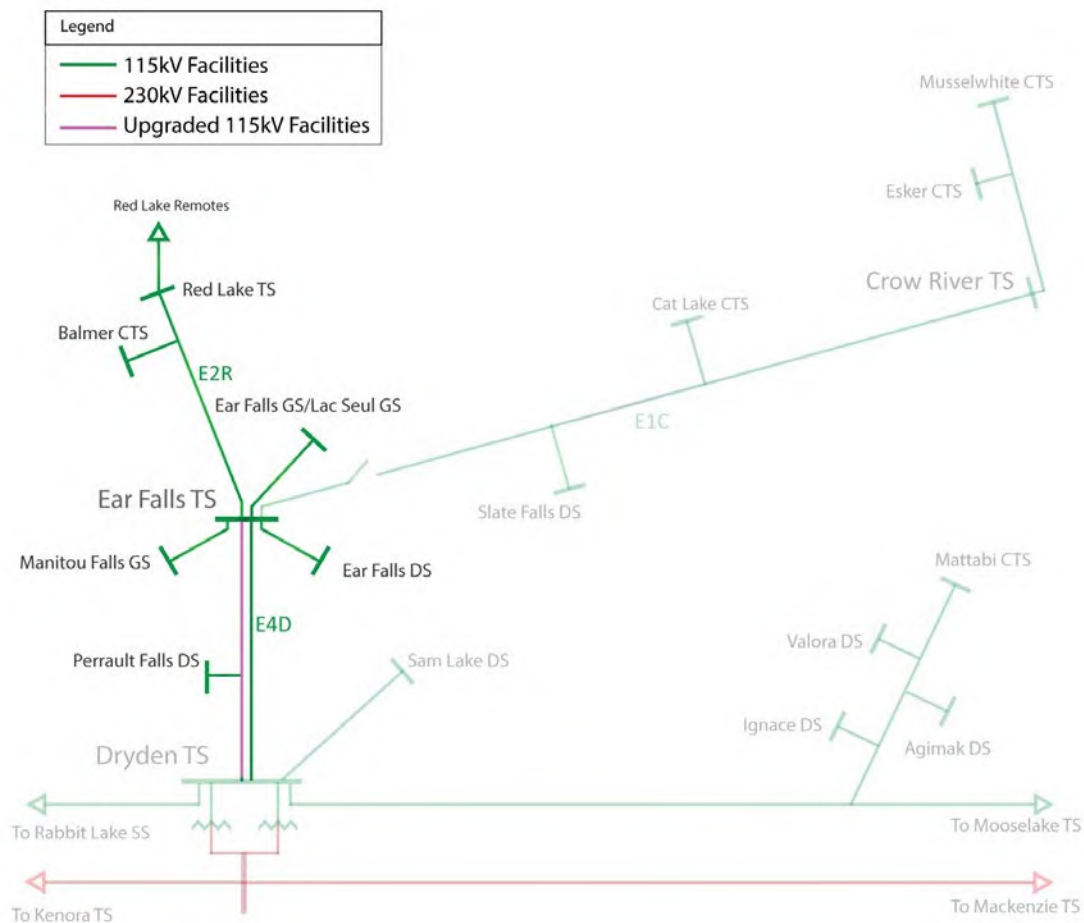 Legend
115kV Facilities
230kV Facilities
Upgraded 115kV Facilities
Musselwhite CTS
Esker CTS
Red Lake Remotes
Red Lake TS
Crow River TS
Cat Lake CTS
Balmer CTS
E2R
Ear Falls GS/Lac Seul GS
E1C
Ear Falls TS
Slate Falls DS
Manitou Falls GS
Ear Falls DS
Mattabi CTS
E4D
Valora DS
Perrault Falls DS
Sam Lake DS
Ignace DS
Agimak DS
Dryden TS
To Rabbit Lake SS
To Mooselake TS
To Kenora TS
To Mackenzie TS